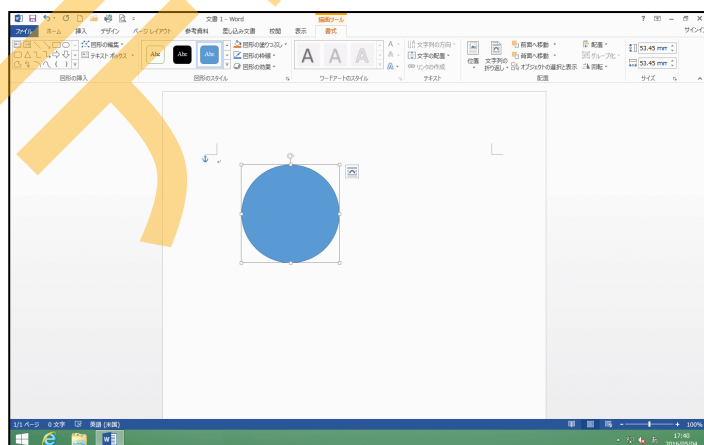 文書 1 - Word
描画ツール
サインイン
ファイル ホーム 挿入 デザイン ページレイアウト 参考資料 差し込み文書 校閲 表示 書式
図形の編集
テキスト ボックス
図形の挿入
Abc Abc Abc
図形の塗りつぶし
図形の枠線
図形の効果
図形のスタイル
A A A
ワードアートのスタイル
文字列の方向
文字の配置
リンクの作成
テキスト
位置
文字列の
折り返し
前面へ移動
背面へ移動
オブジェクトの選択と表示
配置
グループ化
回転
配置
53.45 mm
53.45 mm
サイズ
1/1 ページ 0 文字 英語 (米国)
100%
17:40
2016/05/04